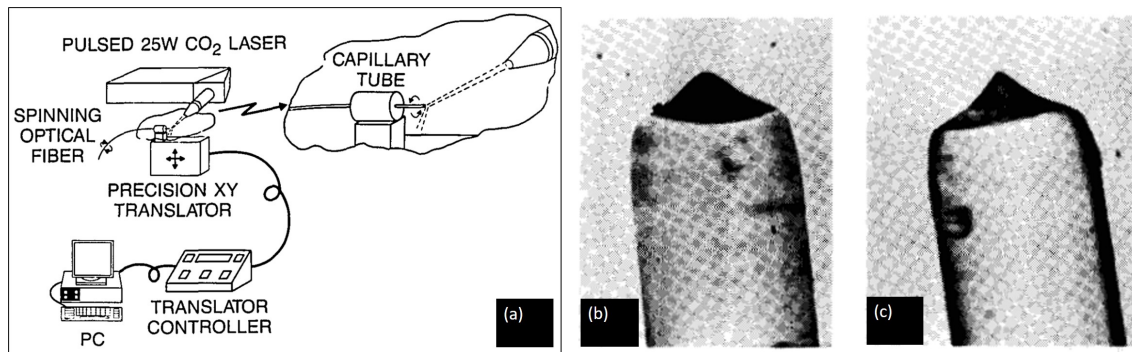 PULSED 25W CO2 LASER
CAPILLARY
TUBE
SPINNING
OPTICAL
FIBER
PRECISION XY
TRANSLATOR
TRANSLATOR
CONTROLLER
PC
(a)
(b)
(c)